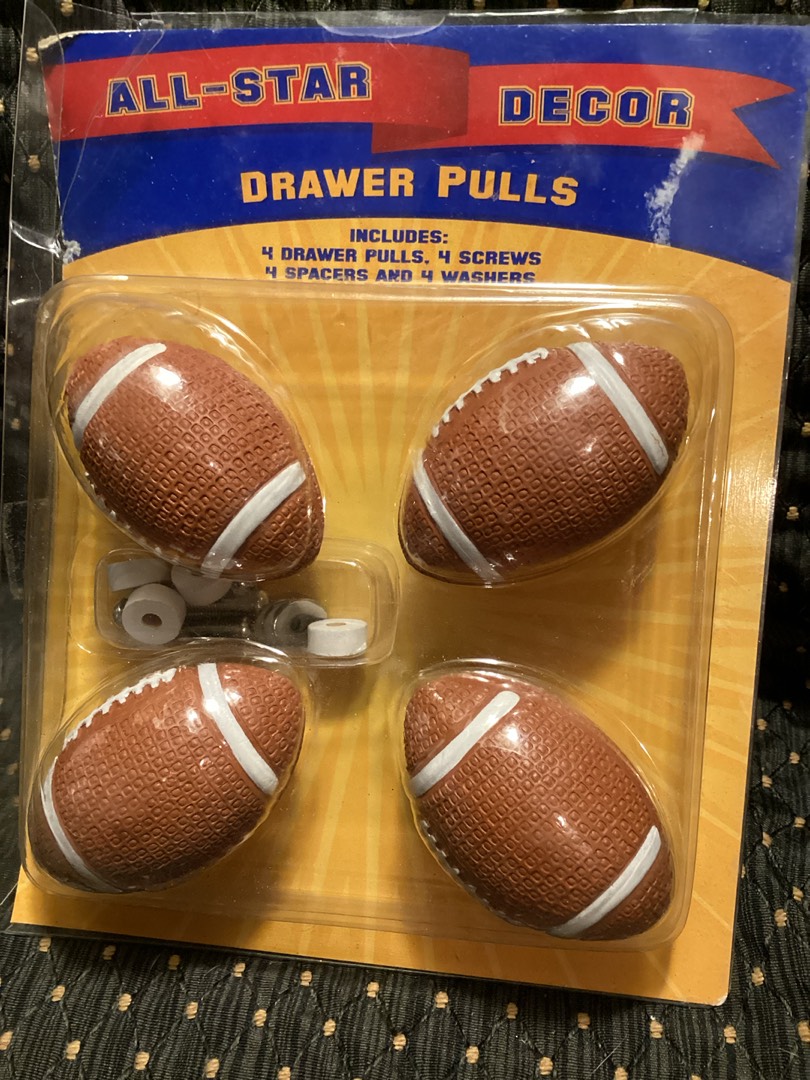 ALL-STAR DECOR
DRAWER PULLS
INCLUDES:
4 DRAWER PULLS, 4 SCREWS
4 SPACERS AND 4 WASHERS